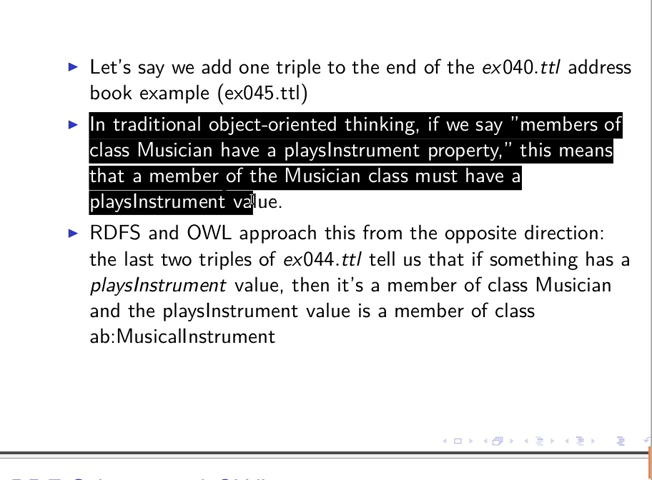 Let's say we add one triple to the end of the ex040.ttl address
book example (ex045.ttl)
In traditional object-oriented thinking, if we say "members of
class Musician have a playsInstrument property," this means
that a member of the Musician class must have a
playsInstrument value.
RDFS and OWL approach this from the opposite direction:
the last two triples of ex044.ttl tell us that if something has a
playsInstrument value, then it's a member of class Musician
and the playsInstrument value is a member of class
ab:MusicalInstrument